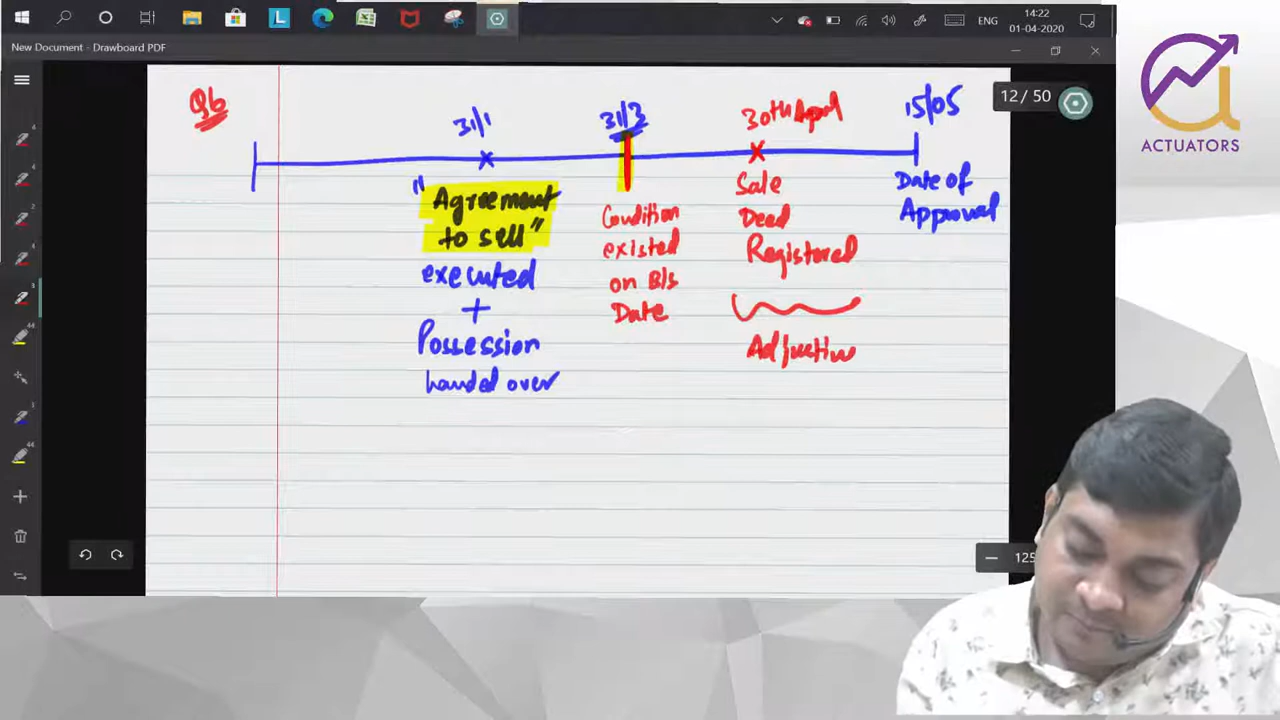 14:22
ENG
01-04-2020
New Document - Drawboard PDF
12 / 50
ACTUATORS
Q6
31/1
31/3
30th April
15/05
"Agreement
to sell"
executed
+
Possession
handed over
Condition
existed
on B/s
Date
Sale
Deed
Registered
Adjusting
Date of
Approval
125